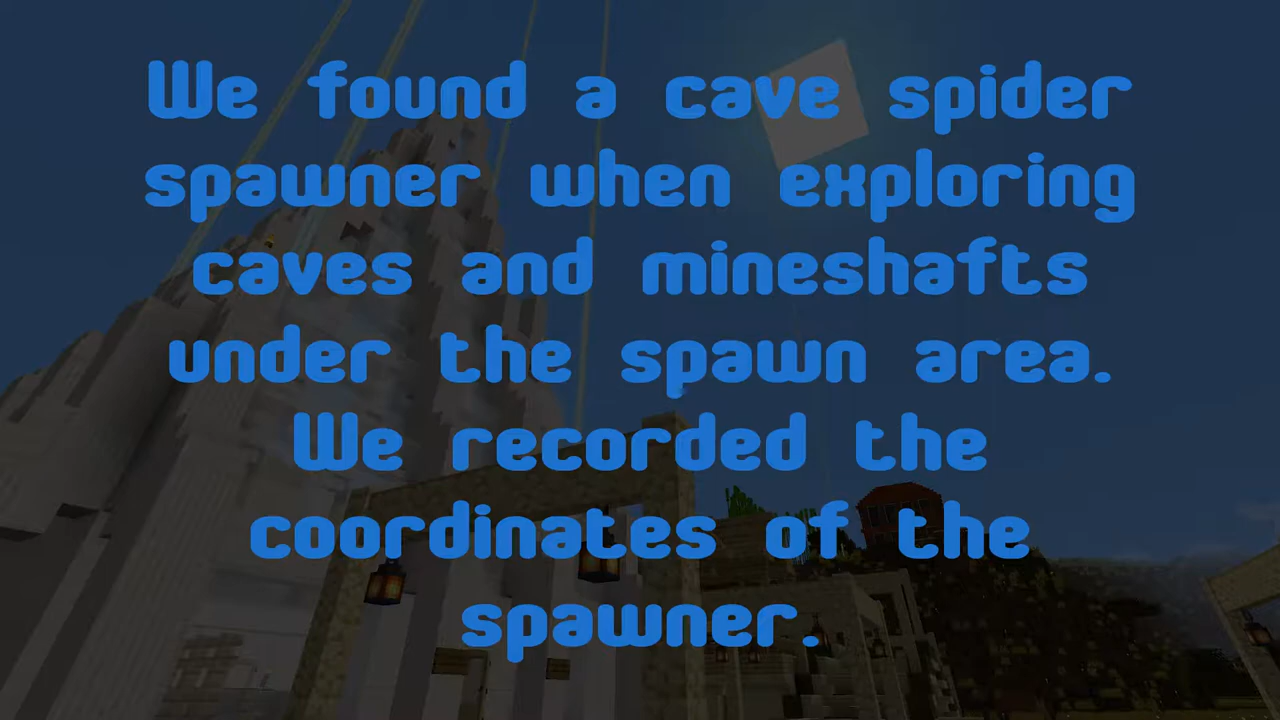 We found a cave spider
spawner when exploring
caves and mineshafts
under the spawn area.
We recorded the
coordinates of the
spawner.